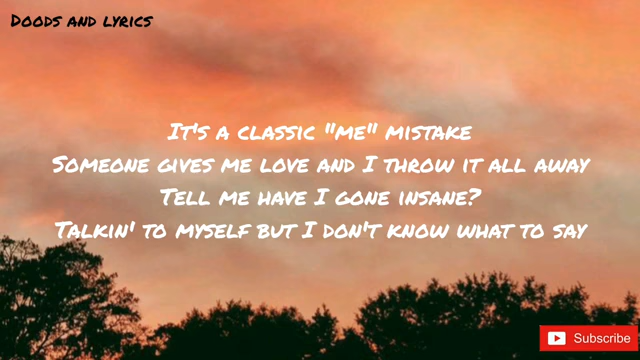 Doods and lyrics
It's a classic "me" mistake
Someone gives me love and I throw it all away
Tell me have I gone insane?
Talkin' to myself but I don't know what to say
Subscribe